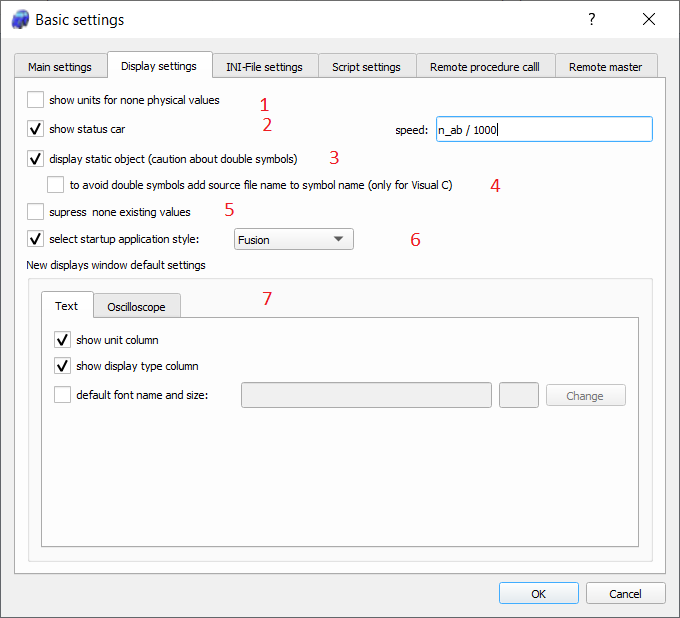 Basic settings ?
Main settings Display settings INI-File settings Script settings Remote procedure calll Remote master
show units for none physical values 1
show status car 2 speed: n_ab / 1000
display static object (caution about double symbols) 3
to avoid double symbols add source file name to symbol name (only for Visual C) 4
supress none existing values 5
select startup application style: Fusion 6
New displays window default settings
Text Oscilloscope 7
show unit column
show display type column
default font name and size: Change
OK Cancel